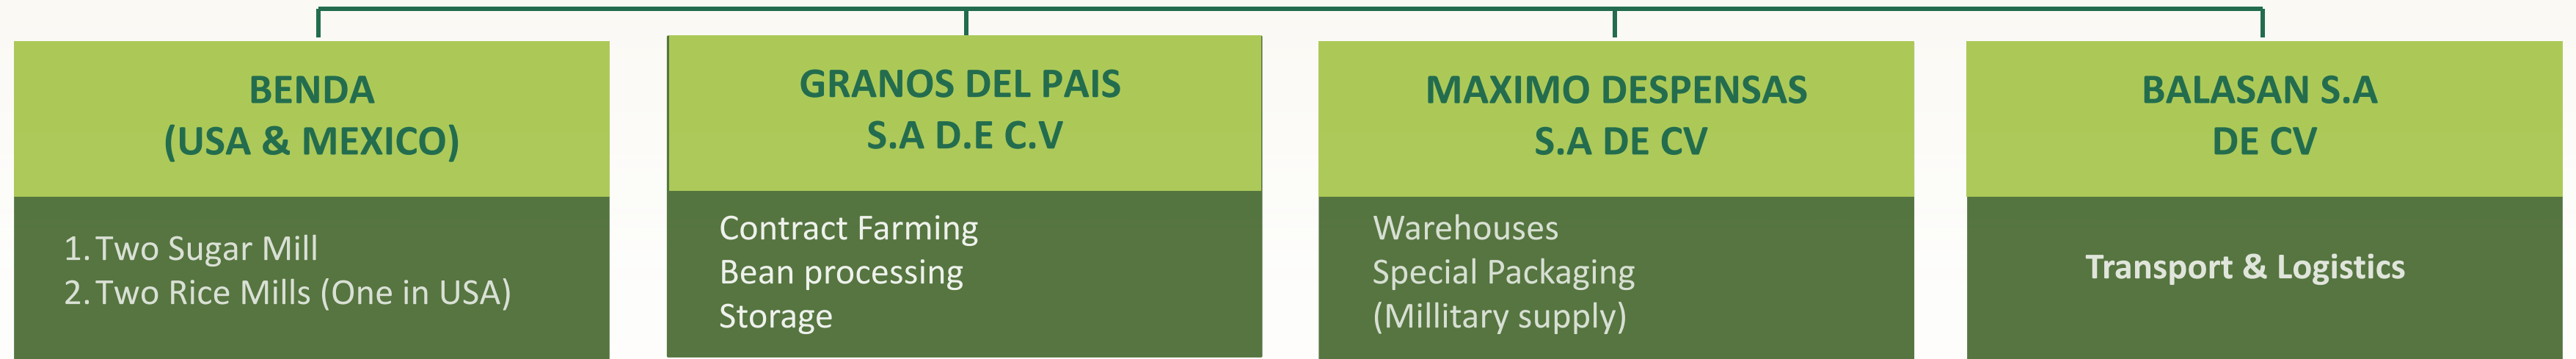 BENDA
(USA & MEXICO)
1. Two Sugar Mill
2. Two Rice Mills (One in USA)
GRANOS DEL PAIS
S.A D.E C.V
Contract Farming
Bean processing
Storage
MAXIMO DESPENSAS
S.A DE CV
Warehouses
Special Packaging
(Millitary supply)
BALASAN S.A
DE CV
Transport & Logistics